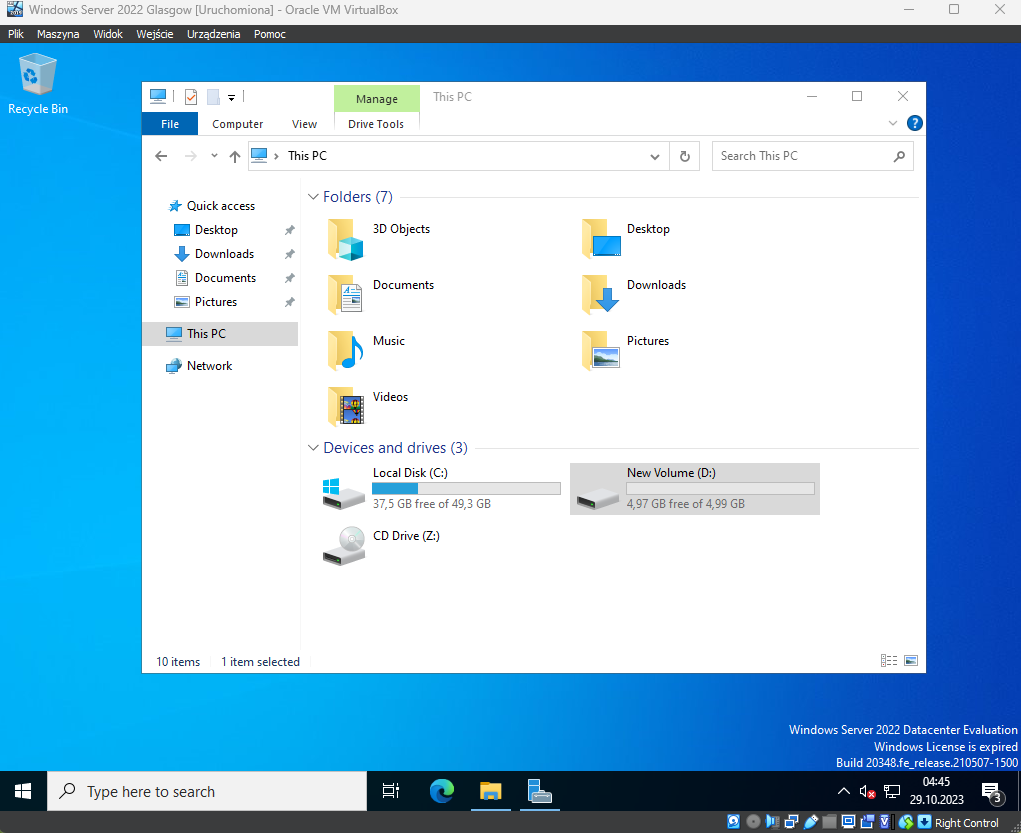 Windows Server 2022 Glasgow [Uruchomiona] - Oracle VM VirtualBox
Plik Maszyna Widok Wejście Urządzenia Pomoc
Recycle Bin
Manage This PC
File Computer View Drive Tools
This PC
Search This PC
Quick access
Desktop
Downloads
Documents
Pictures
This PC
Network
Folders (7)
3D Objects
Desktop
Documents
Downloads
Music
Pictures
Videos
Devices and drives (3)
Local Disk (C:)
37,5 GB free of 49,3 GB
New Volume (D:)
4,97 GB free of 4,99 GB
CD Drive (Z:)
10 items 1 item selected
Windows Server 2022 Datacenter Evaluation
Windows License is expired
Build 20348.fe_release.210507-1500
Type here to search
04:45
29.10.2023
3
Right Control